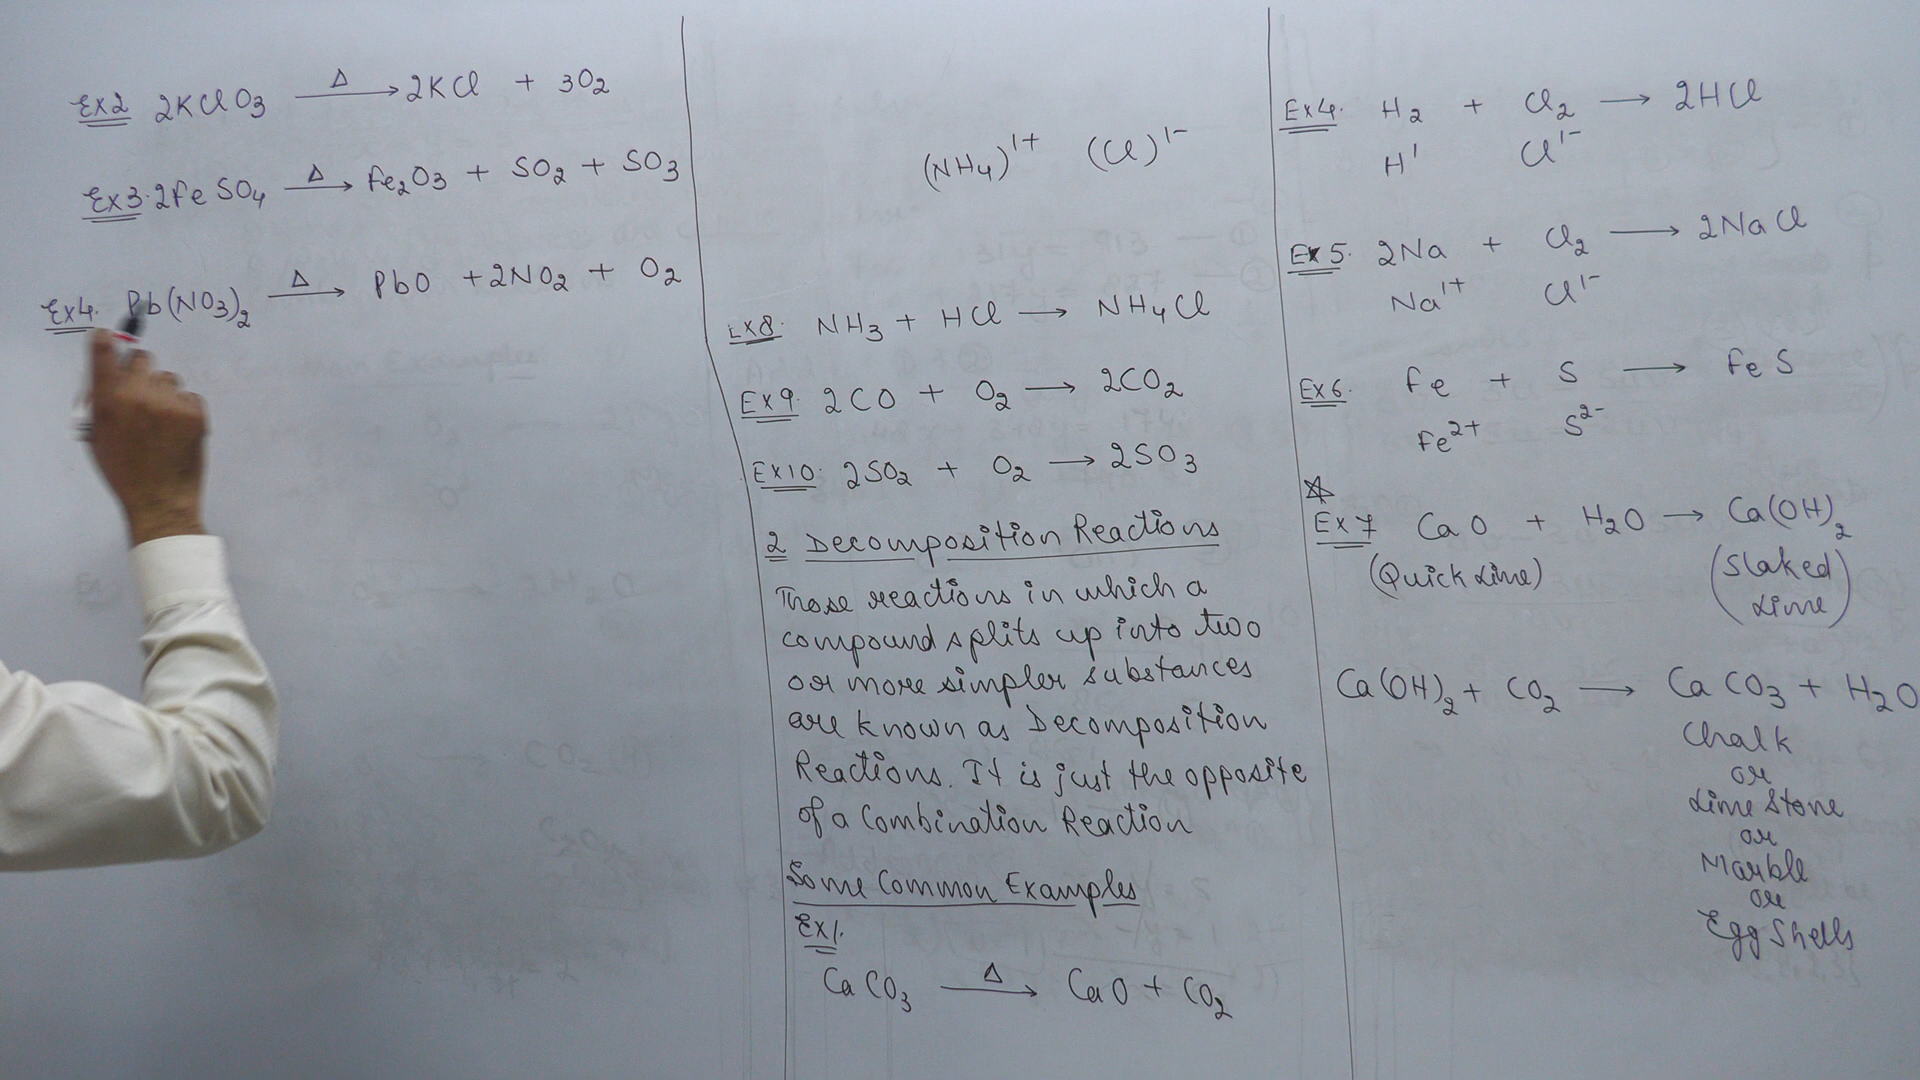 Ex2 2KClO3 —Δ→ 2KCl + 3O2
Ex3. 2FeSO4 —Δ→ Fe2O3 + SO2 + SO3
Ex4. Pb(NO3)2 —Δ→ PbO + 2NO2 + O2
(NH4)1+ (Cl)1-
Ex8. NH3 + HCl → NH4Cl
Ex9. 2CO + O2 → 2CO2
Ex10. 2SO2 + O2 → 2SO3
2 Decomposition Reactions
Those reactions in which a
compound splits up into two
or more simpler substances
are known as Decomposition
Reactions. It is just the opposite
of a Combination Reaction
Some Common Examples
Ex1.
CaCO3 —Δ→ CaO + CO2
Ex4. H2 + Cl2 → 2HCl
H1 Cl1-
Ex5. 2Na + Cl2 → 2NaCl
Na1+ Cl1-
Ex6. Fe + S → FeS
Fe2+ S2-
Ex7 CaO + H2O → Ca(OH)2
(Quick Lime) (Slaked
Lime)
Ca(OH)2 + CO2 → CaCO3 + H2O
Chalk
or
Lime Stone
or
Marble
or
Egg Shells